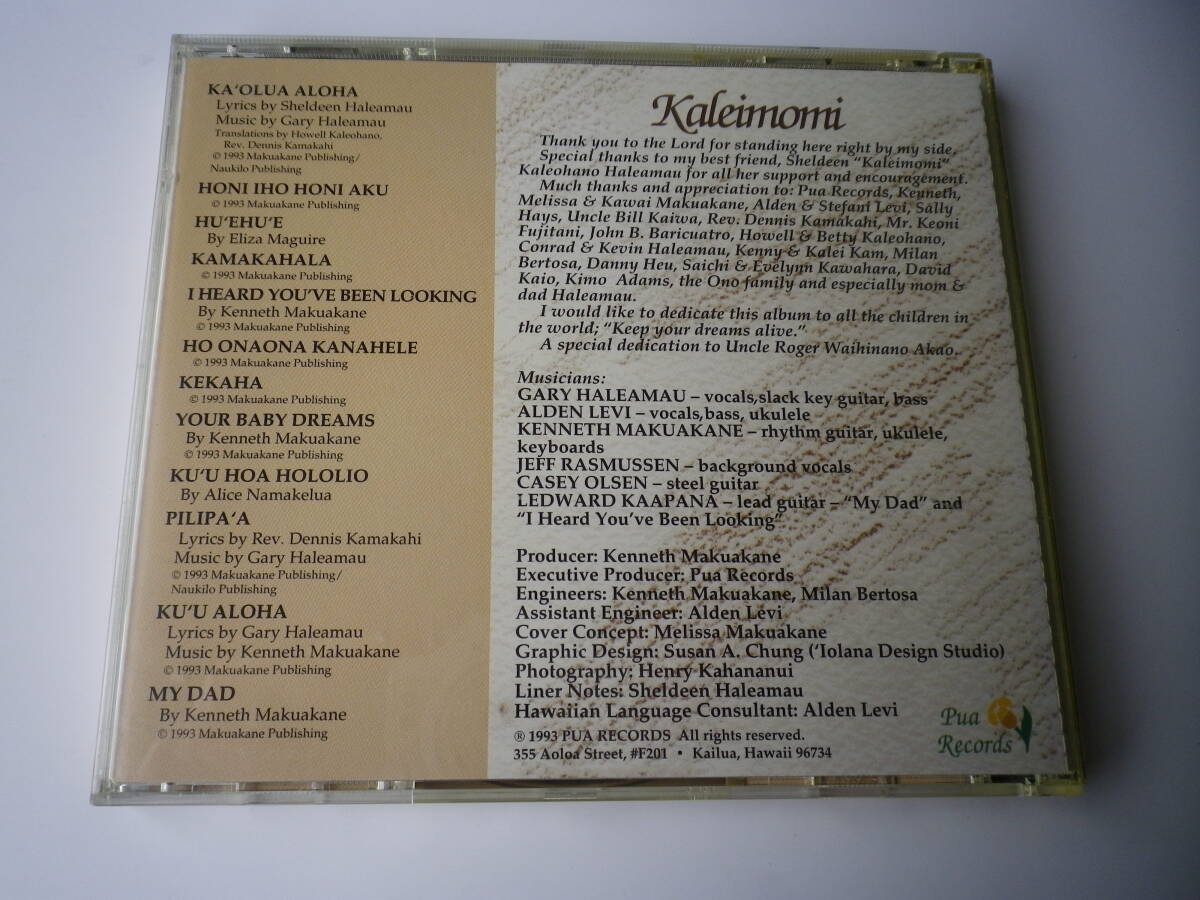 KA'OLUA ALOHA
Lyrics by Sheldeen Haleamau
Music by Gary Haleamau
Translations by Howell Kaleohano,
Rev. Dennis Kamakahi
© 1993 Makuakane Publishing/
Naukilo Publishing
HONI IHO HONI AKU
© 1993 Makuakane Publishing
HU'EHU'E
By Eliza Maguire
KAMAKAHALA
© 1993 Makuakane Publishing
I HEARD YOU'VE BEEN LOOKING
By Kenneth Makuakane
© 1993 Makuakane Publishing
HO ONAONA KANAHELE
© 1993 Makuakane Publishing
KEKAHA
© 1993 Makuakane Publishing
YOUR BABY DREAMS
By Kenneth Makuakane
© 1993 Makuakane Publishing
KU'U HOA HOLOLIO
By Alice Namakelua
PILIPA'A
Lyrics by Rev. Dennis Kamakahi
Music by Gary Haleamau
© 1993 Makuakane Publishing/
Naukilo Publishing
KU'U ALOHA
Lyrics by Gary Haleamau
Music by Kenneth Makuakane
© 1993 Makuakane Publishing
MY DAD
By Kenneth Makuakane
© 1993 Makuakane Publishing
Kaleimomi
Thank you to the Lord for standing here right by my side.
Special thanks to my best friend, Sheldeen "Kaleimomi"
Kaleohano Haleamau for all her support and encouragement.
Much thanks and appreciation to: Pua Records, Kenneth,
Melissa & Kawai Makuakane, Alden & Stefani Levi, Sally
Hays, Uncle Bill Kaiwa, Rev. Dennis Kamakahi, Mr. Keoni
Fujitani, John B. Baricuatro, Howell & Betty Kaleohano,
Conrad & Kevin Haleamau, Kenny & Kalei Kam, Milan
Bertosa, Danny Heu, Saichi & Evelynn Kawahara, David
Kaio, Kimo Adams, the Ono family and especially mom &
dad Haleamau.
I would like to dedicate this album to all the children in
the world; "Keep your dreams alive."
A special dedication to Uncle Roger Waihinano Akao.
Musicians:
GARY HALEAMAU – vocals,slack key guitar, bass
ALDEN LEVI – vocals,bass, ukulele
KENNETH MAKUAKANE – rhythm guitar, ukulele,
keyboards
JEFF RASMUSSEN – background vocals
CASEY OLSEN – steel guitar
LEDWARD KAAPANA – lead guitar – "My Dad" and
"I Heard You've Been Looking"
Producer: Kenneth Makuakane
Executive Producer: Pua Records
Engineers: Kenneth Makuakane, Milan Bertosa
Assistant Engineer: Alden Levi
Cover Concept: Melissa Makuakane
Graphic Design: Susan A. Chung ('Iolana Design Studio)
Photography: Henry Kahananui
Liner Notes: Sheldeen Haleamau
Hawaiian Language Consultant: Alden Levi
® 1993 PUA RECORDS All rights reserved.
355 Aoloa Street, #F201 • Kailua, Hawaii 96734
Pua
Records